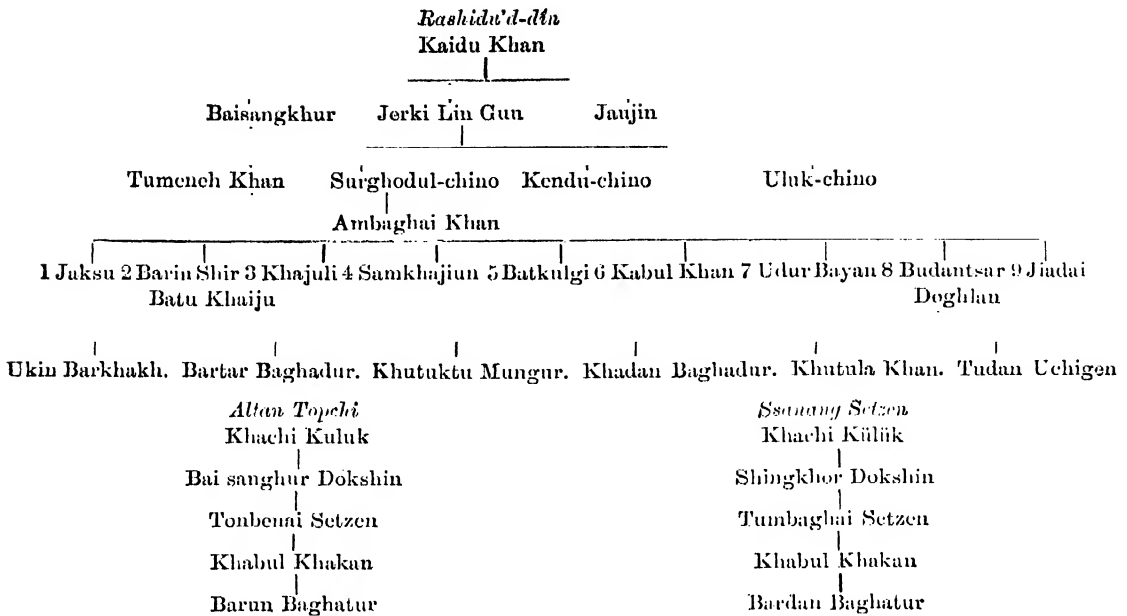 Rashidu'd-dín
Kaidu Khan
Baisangkhur Jerki Lin Gun Jaujin
Tumeneh Khan Surghodul-chino Kendu-chino Uluk-chino
Ambaghai Khan
1 Jaksu 2 Barin Shir 3 Khajuli 4 Samkhajiun 5 Batkulgi 6 Kabul Khan 7 Udur Bayan 8 Budantsar 9 Jiadai
Batu Khaiju Doghlan
Ukin Barkhakh. Bartar Baghadur. Khutuktu Mungur. Khadan Baghadur. Khutula Khan. Tudan Uchigen
Altan Topchi Ssanang Setzen
Khachi Kuluk Khachi Külük
Bai sanghur Dokshin Shingkhor Dokshin
Tonbenai Setzen Tumbaghai Setzen
Khabul Khakan Khabul Khakan
Barun Baghatur Bardan Baghatur